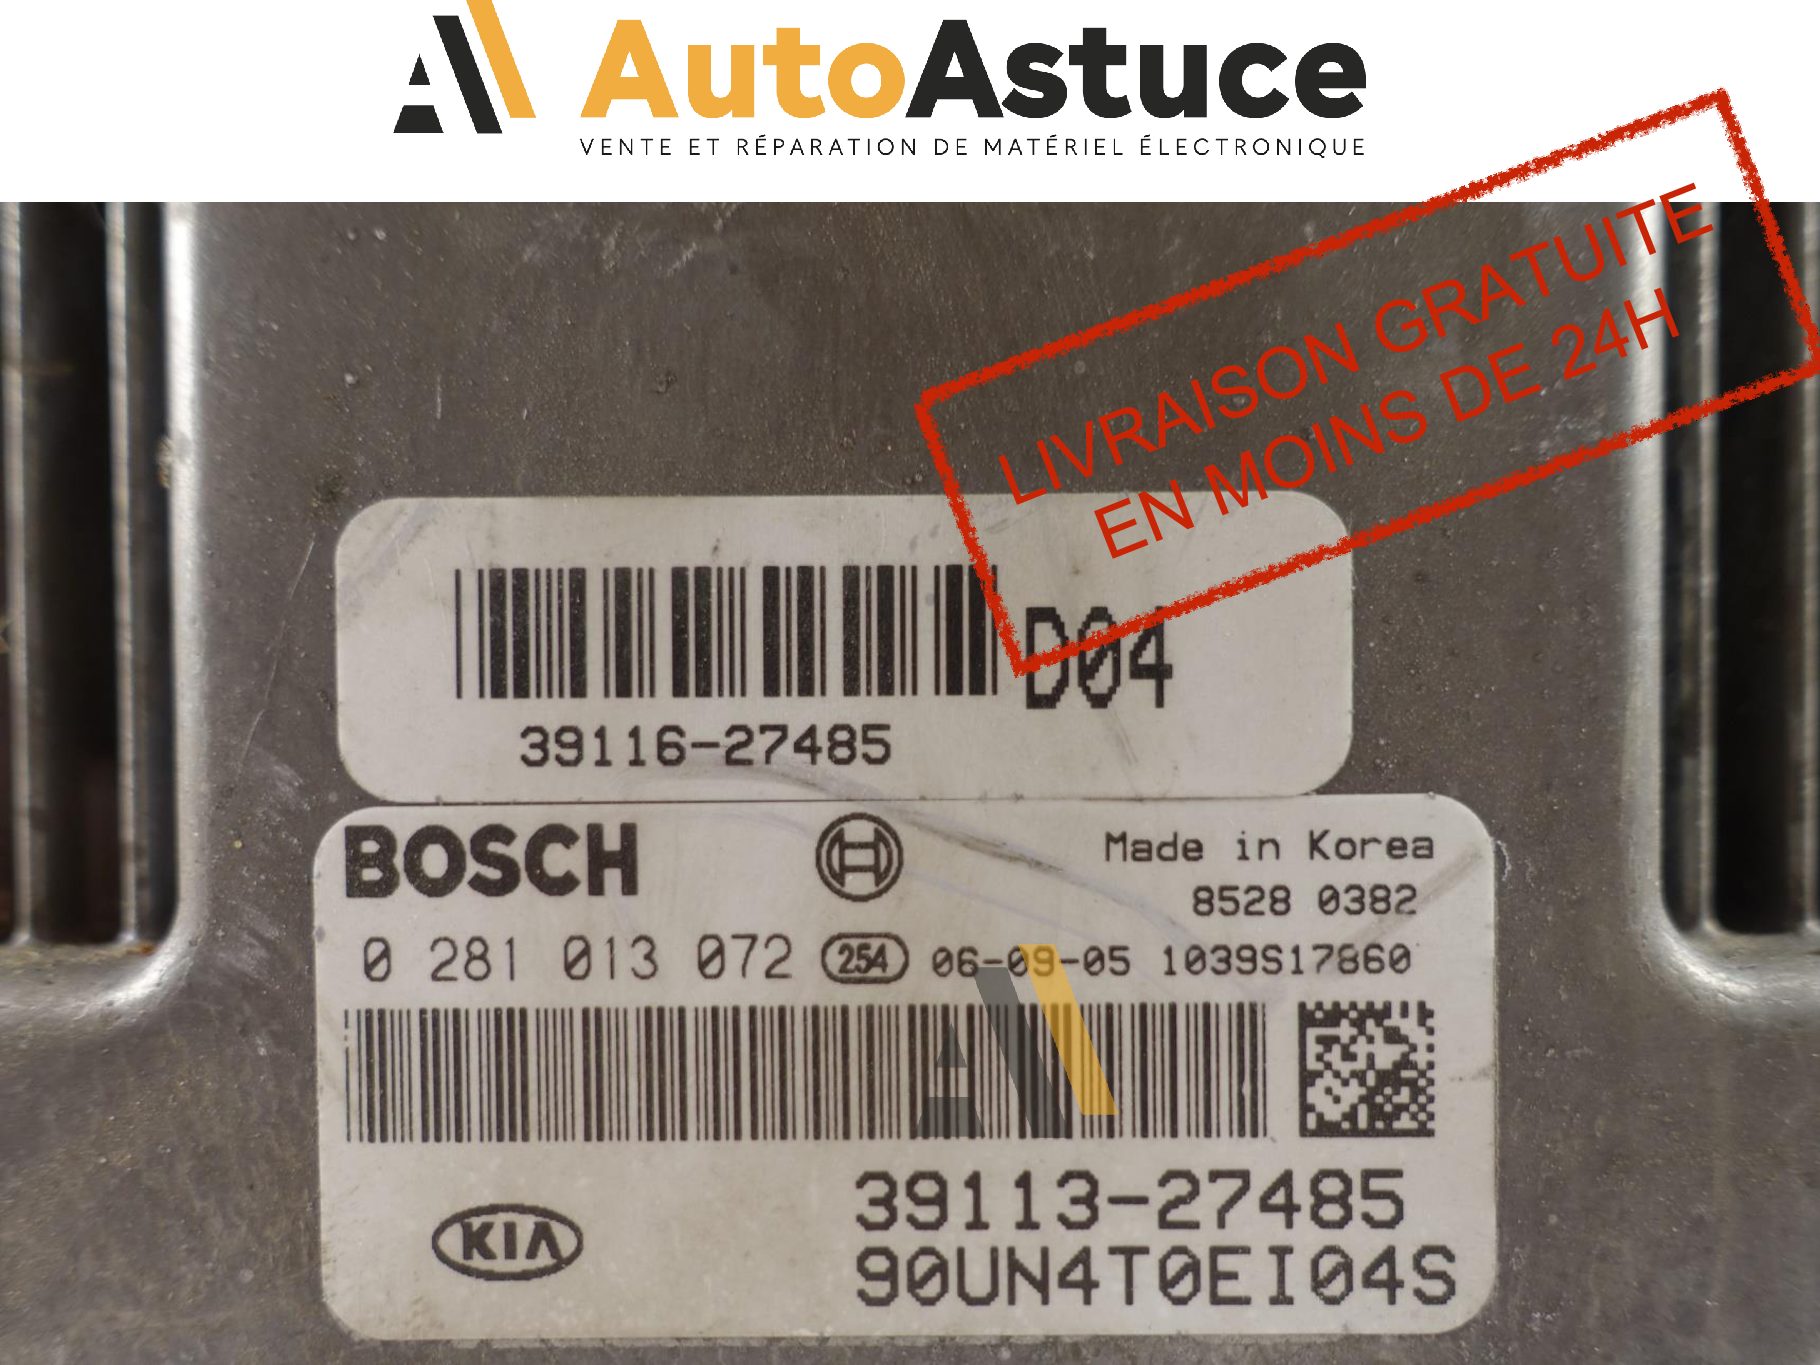 AutoAstuce
VENTE ET RÉPARATION DE MATÉRIEL ÉLECTRONIQUE
LIVRAISON GRATUITE
EN MOINS DE 24H
D04
39116-27485
BOSCH
Made in Korea
8528 0382
0 281 013 072 254 06-09-05 1039S17860
39113-27485
KIA
90UN4T0EI04S